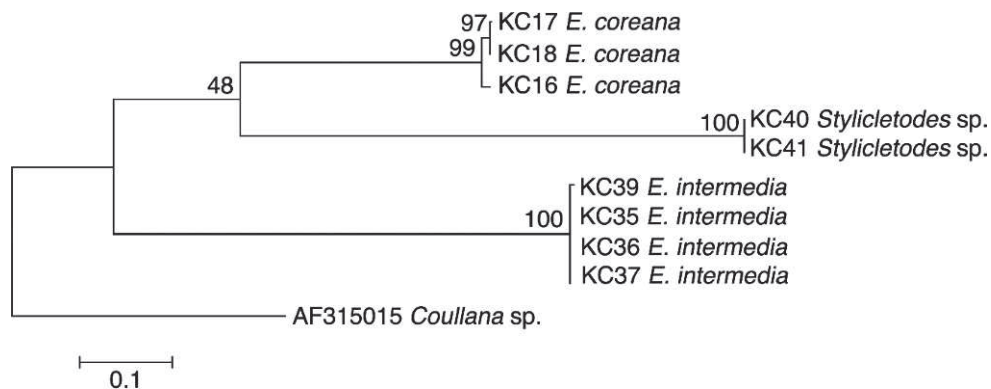 97 KC17 E. coreana
99 KC18 E. coreana
48 KC16 E. coreana
100 KC40 Stylicletodes sp.
KC41 Stylicletodes sp.
KC39 E. intermedia
100 KC35 E. intermedia
KC36 E. intermedia
KC37 E. intermedia
AF315015 Coullana sp.
0.1